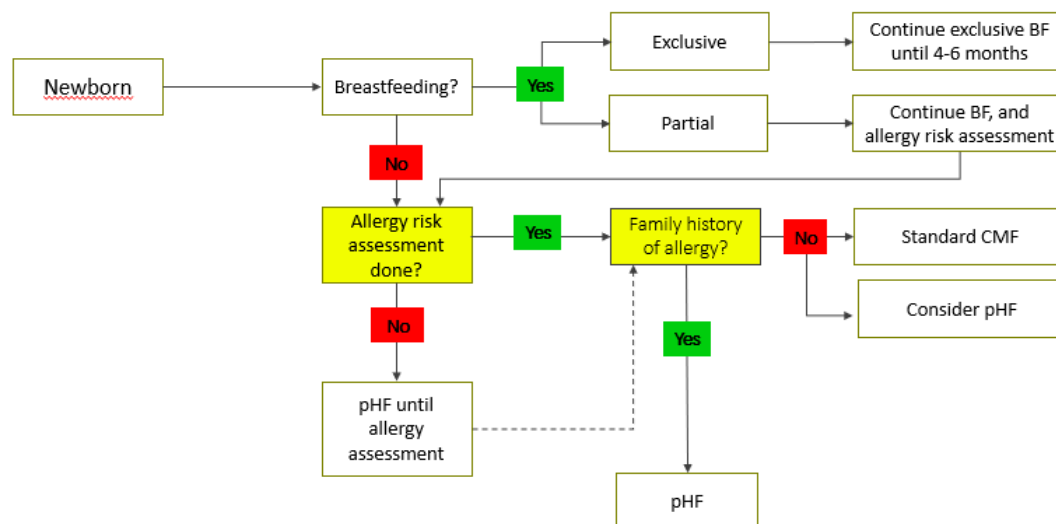 Newborn
Breastfeeding?
Yes
Exclusive
Continue exclusive BF
until 4-6 months
Partial
Continue BF, and
allergy risk assessment
No
Allergy risk
assessment
done?
Yes
Family history
of allergy?
No
Standard CMF
Consider pHF
No
Yes
pHF until
allergy
assessment
pHF